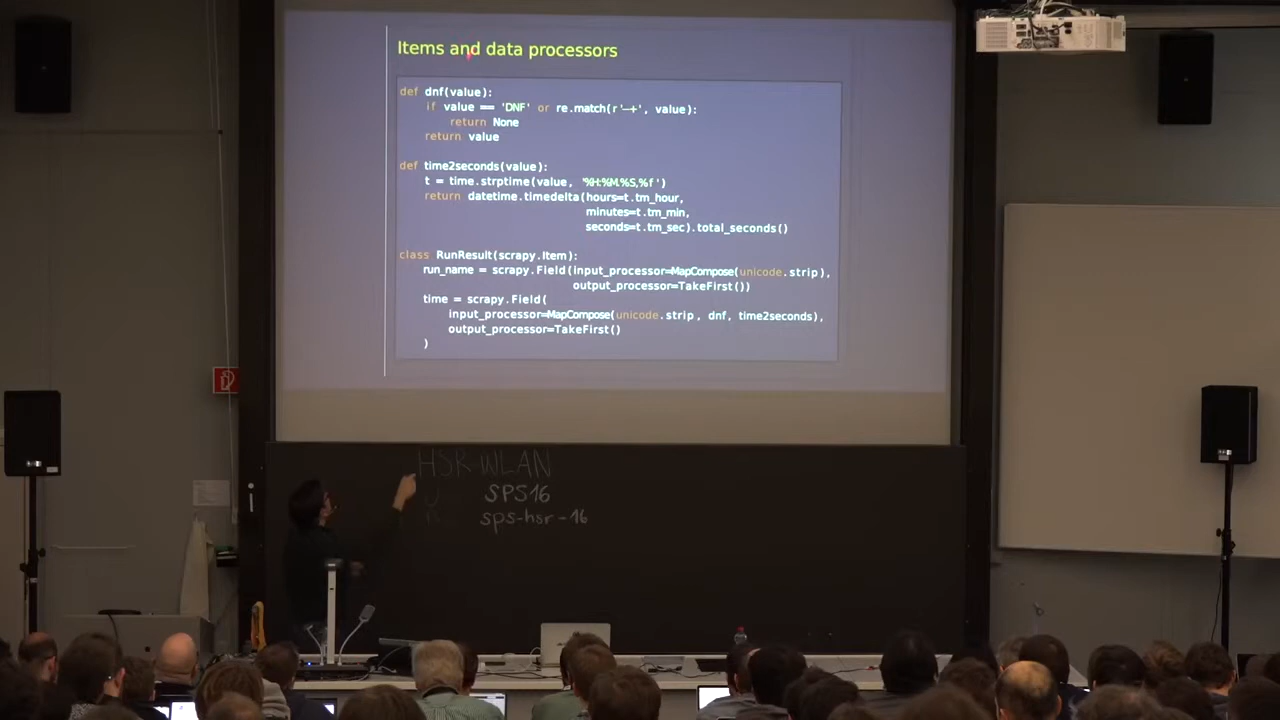 Items and data processors
def dnf(value):
if value == 'DNF' or re.match(r'—+', value):
return None
return value
def time2seconds(value):
t = time.strptime(value, '%H:%M.%S,%f')
return datetime.timedelta(hours=t.tm_hour,
minutes=t.tm_min,
seconds=t.tm_sec).total_seconds()
class RunResult(scrapy.Item):
run_name = scrapy.Field(input_processor=MapCompose(unicode.strip),
output_processor=TakeFirst())
time = scrapy.Field(
input_processor=MapCompose(unicode.strip, dnf, time2seconds),
output_processor=TakeFirst()
)
HSR-WLAN
SPS16
sps-hsr-16